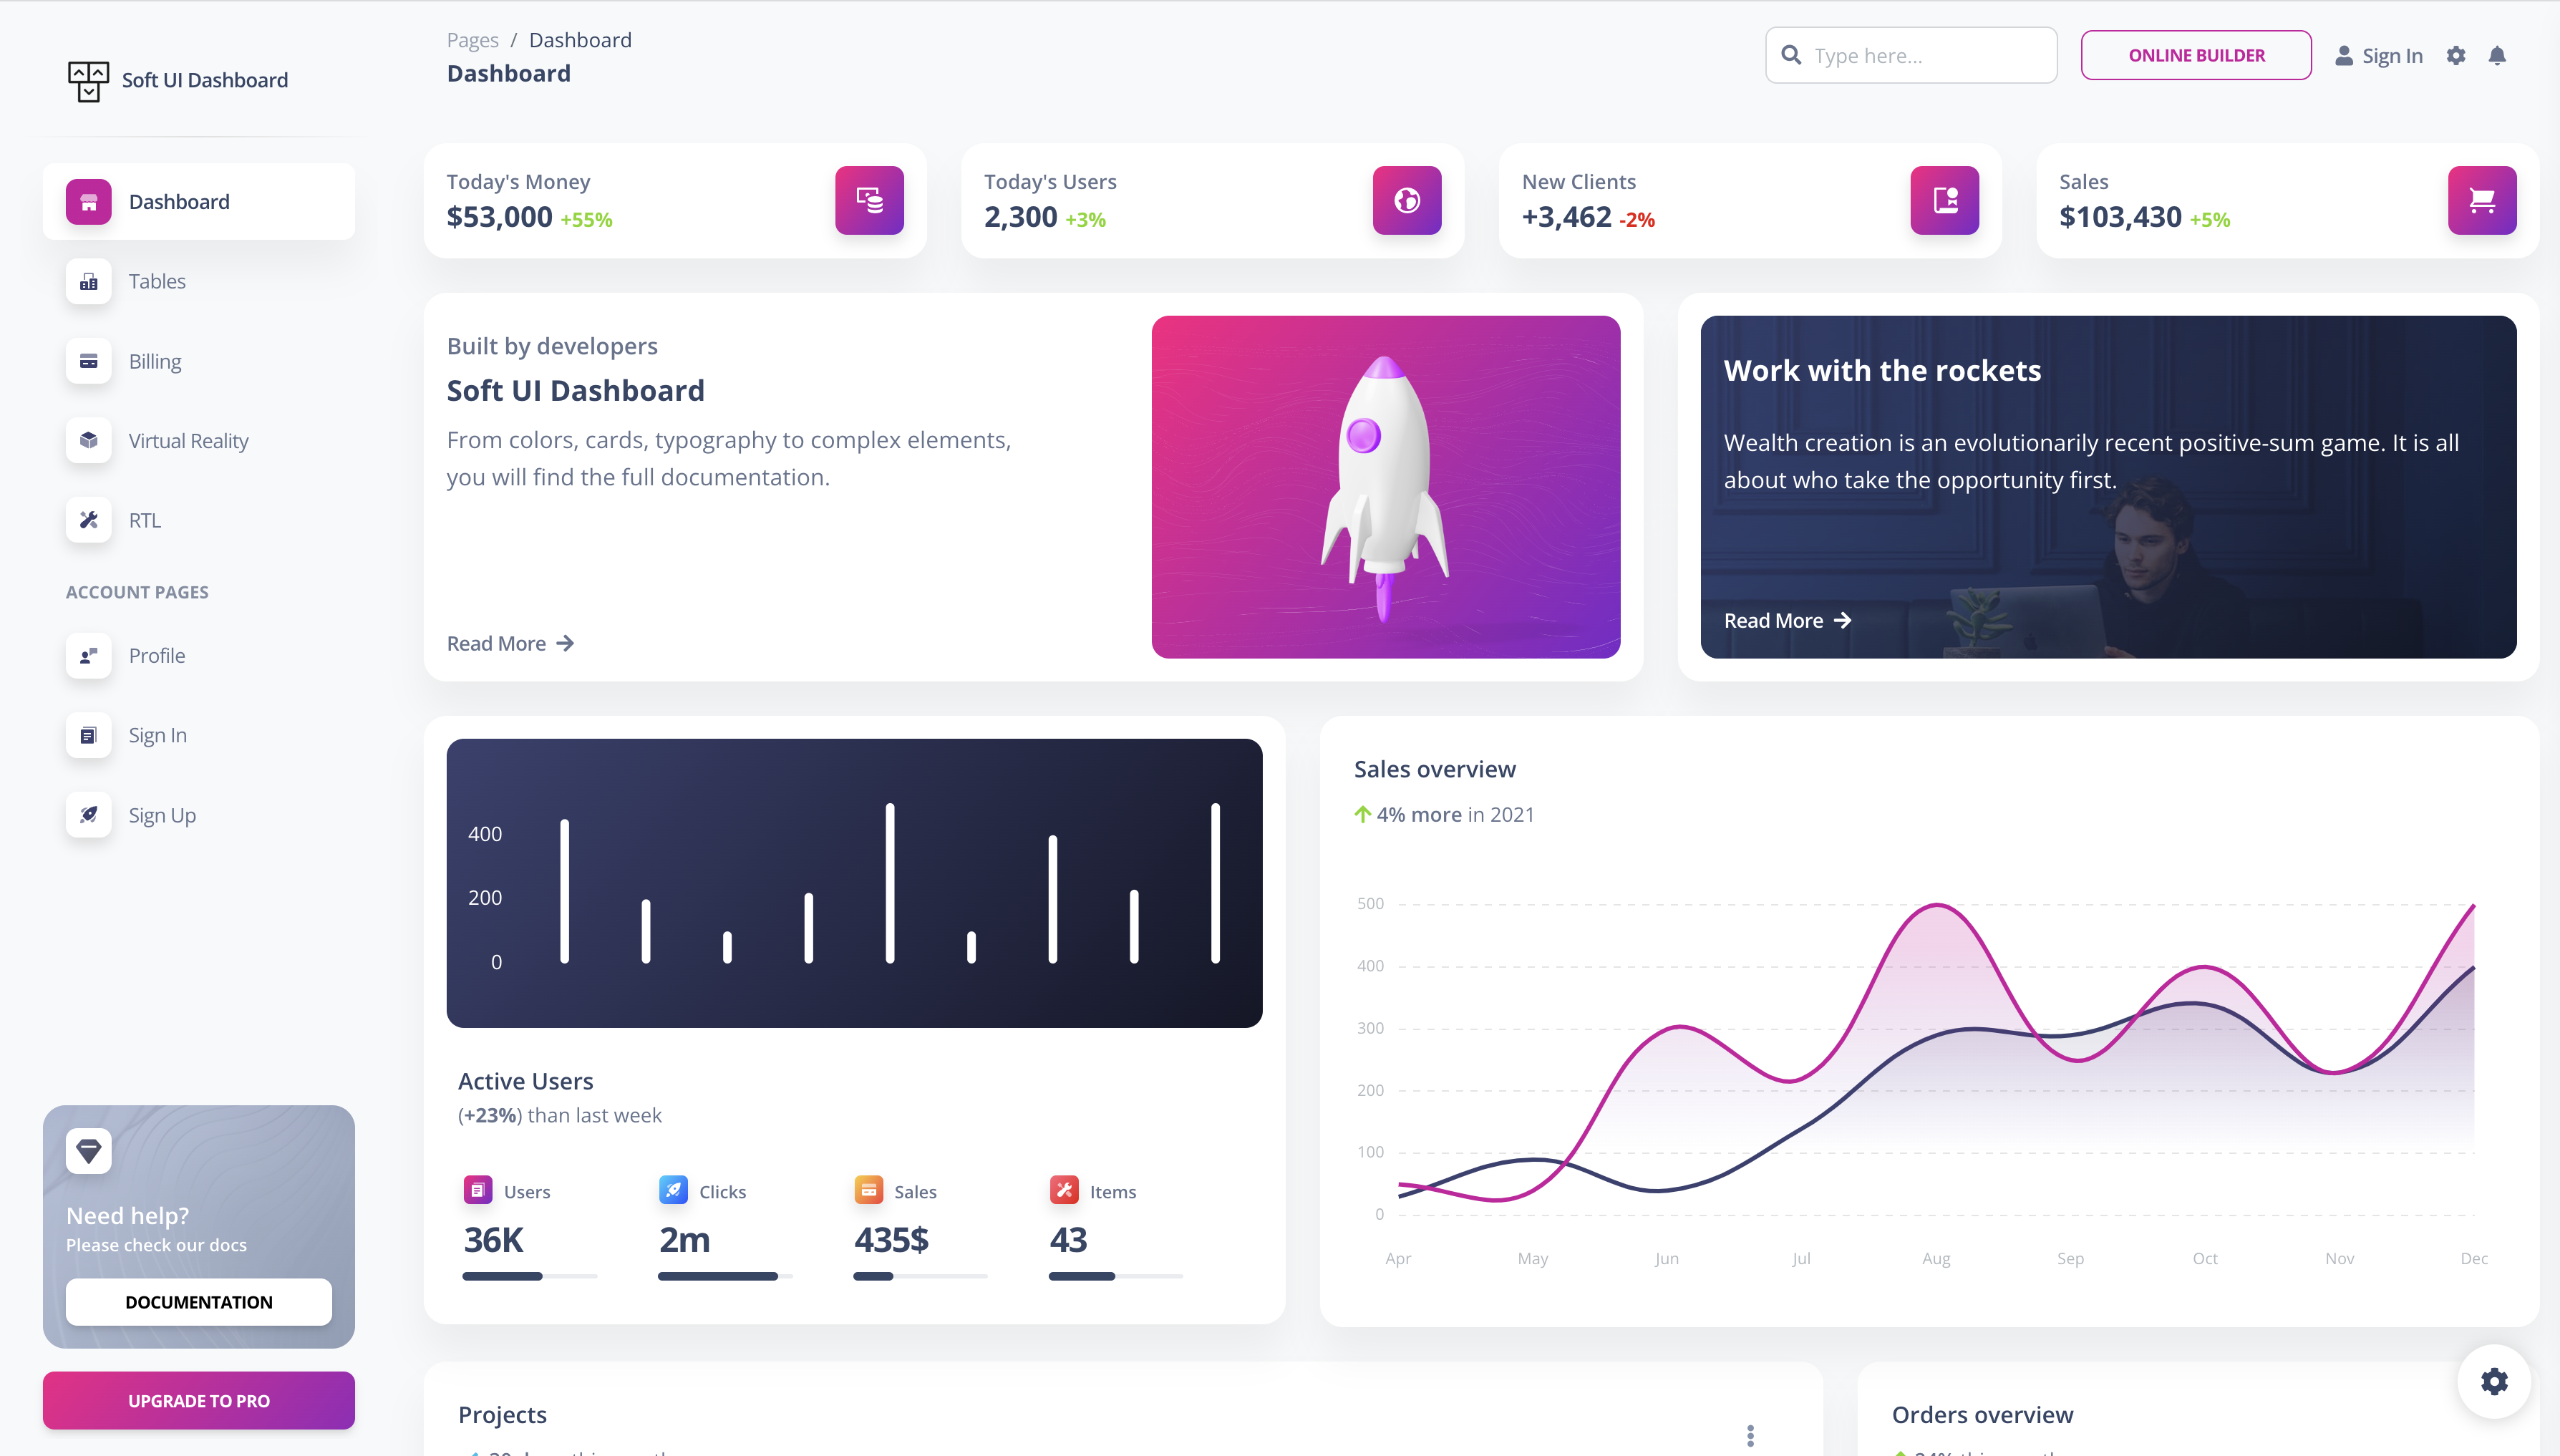 Soft UI Dashboard
Dashboard
Tables
Billing
Virtual Reality
RTL
ACCOUNT PAGES
Profile
Sign In
Sign Up
Need help?
Please check our docs
DOCUMENTATION
UPGRADE TO PRO
Pages / Dashboard
Dashboard
Type here...
ONLINE BUILDER
Sign In
Today's Money
$53,000 +55%
Today's Users
2,300 +3%
New Clients
+3,462 -2%
Sales
$103,430 +5%
Built by developers
Soft UI Dashboard
From colors, cards, typography to complex elements,
you will find the full documentation.
Read More
Work with the rockets
Wealth creation is an evolutionarily recent positive-sum game. It is all
about who take the opportunity first.
Read More
400
200
0
Active Users
(+23%) than last week
Users
36K
Clicks
2m
Sales
435$
Items
43
Sales overview
4% more in 2021
500
400
300
200
100
0
Apr May Jun Jul Aug Sep Oct Nov Dec
Projects
Orders overview